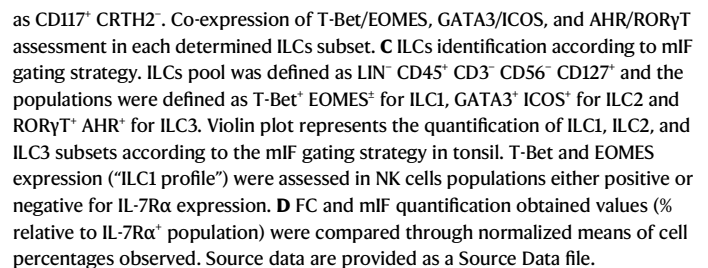 as CD117⁺ CRTH2⁻. Co-expression of T-Bet/EOMES, GATA3/ICOS, and AHR/RORγT
assessment in each determined ILCs subset. C ILCs identification according to mIF
gating strategy. ILCs pool was defined as LIN⁻ CD45⁺ CD3⁻ CD56⁻ CD127⁺ and the
populations were defined as T-Bet⁺ EOMES± for ILC1, GATA3⁺ ICOS⁺ for ILC2 and
RORγT⁺ AHR⁺ for ILC3. Violin plot represents the quantification of ILC1, ILC2, and
ILC3 subsets according to the mIF gating strategy in tonsil. T-Bet and EOMES
expression (“ILC1 profile”) were assessed in NK cells populations either positive or
negative for IL-7Rα expression. D FC and mIF quantification obtained values (%
relative to IL-7Rα⁺ population) were compared through normalized means of cell
percentages observed. Source data are provided as a Source Data file.